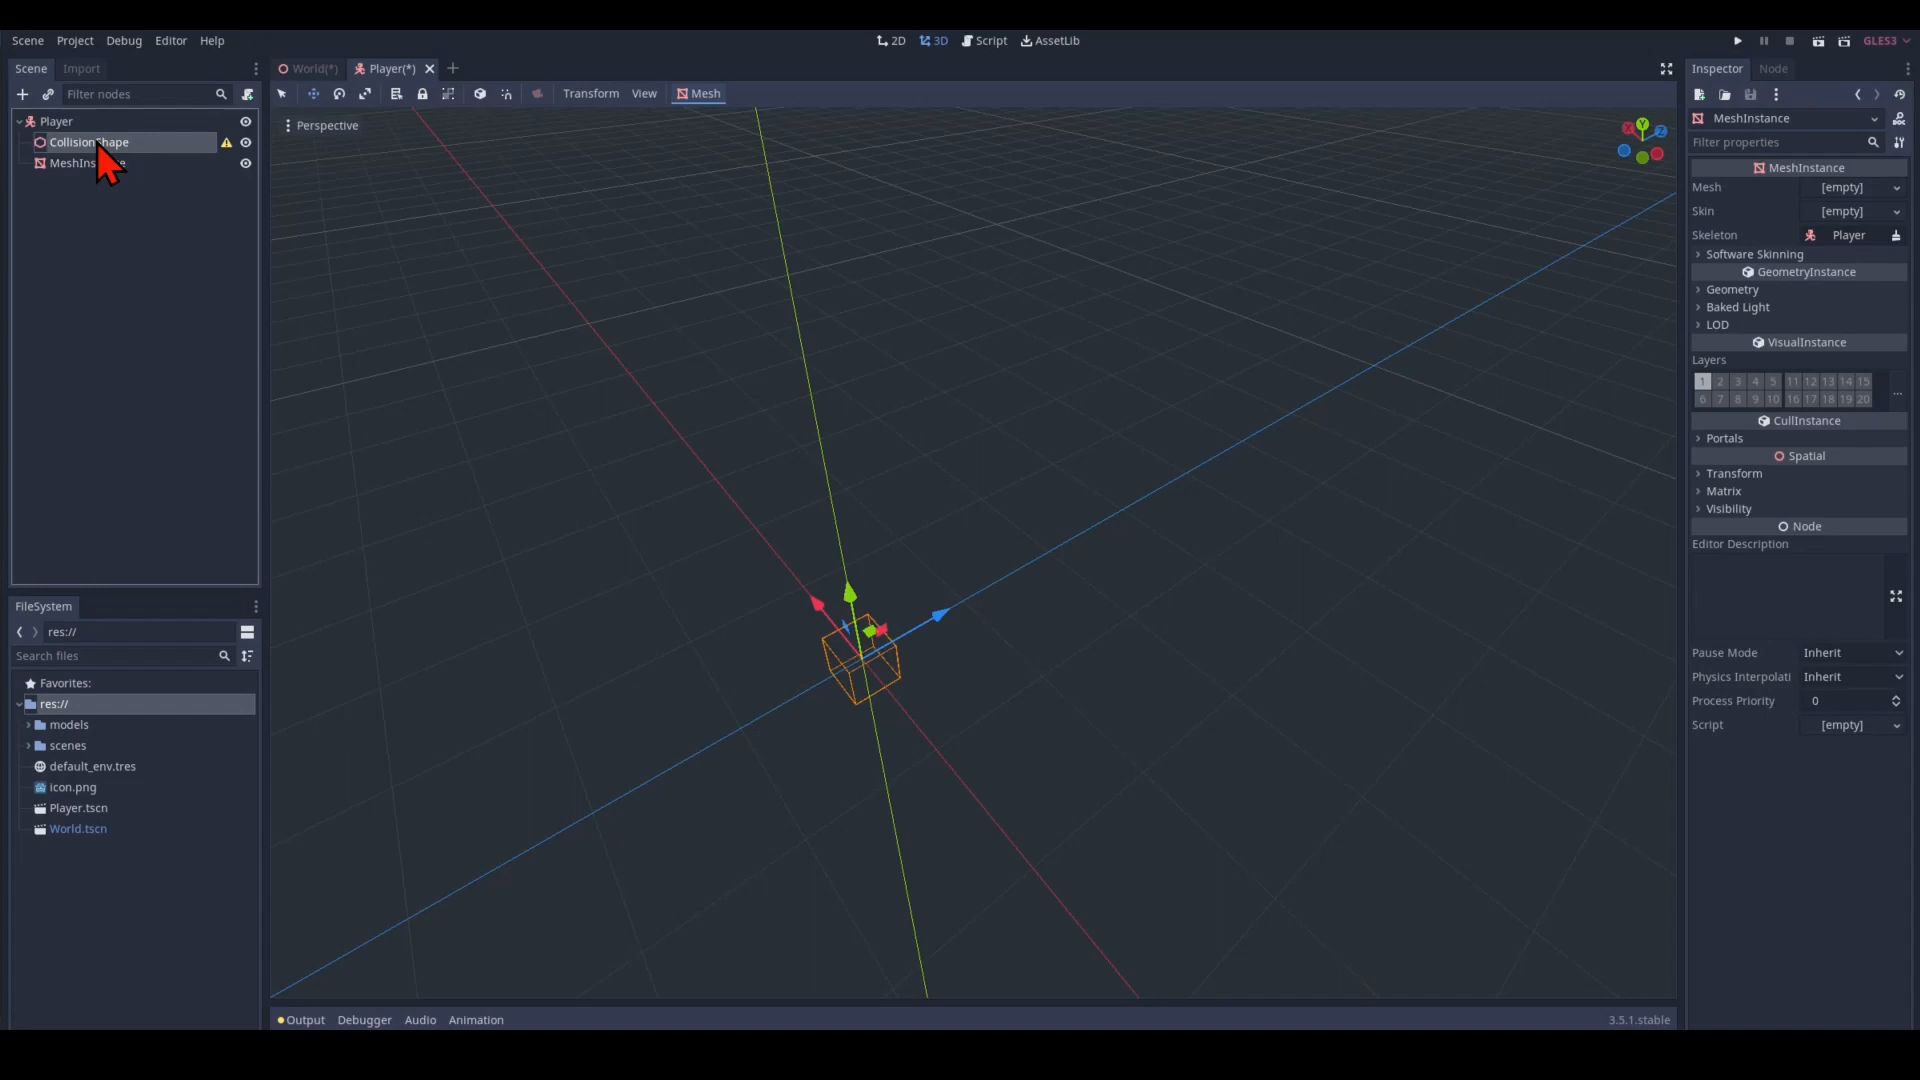 Scene Project Debug Editor Help
2D 3D Script AssetLib
GLES3
Scene Import
World(*) Player(*)
Inspector Node
Filter nodes
Transform View Mesh
Player
CollisionShape
Perspective
X Y Z
MeshInstance
Filter properties
MeshInstance
Mesh [empty]
Skin [empty]
Skeleton Player
Software Skinning
GeometryInstance
Geometry
Baked Light
LOD
VisualInstance
Layers
1 2 3 4 5 11 12 13 14 15
6 7 8 9 10 16 17 18 19 20
...
CullInstance
Portals
Spatial
Transform
Matrix
Visibility
Node
Editor Description
Pause Mode Inherit
Physics Interpolati Inherit
Process Priority 0
Script [empty]
FileSystem
res://
Search files
Favorites:
res://
models
scenes
default_env.tres
icon.png
Player.tscn
World.tscn
Output Debugger Audio Animation
3.5.1.stable